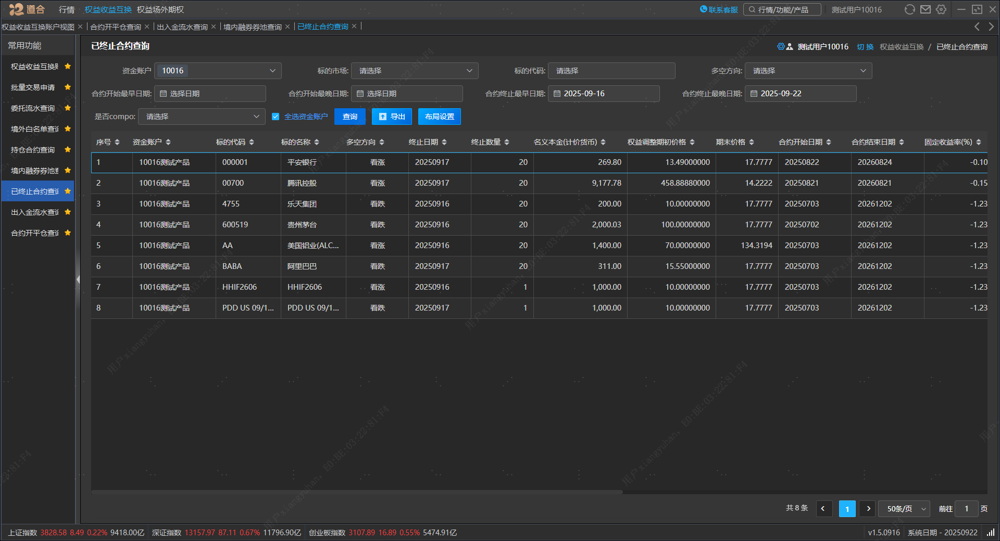 道合 行情 权益收益互换 权益场外期权 联系客服 行情/功能/产品 测试用户10016
权益收益互换账户视图 合约开平仓查询 出入金流水查询 境内融券券池查询 已终止合约查询
常用功能
权益收益互换账
批量交易申请
委托流水查询
境外白名单查询
持仓合约查询
境内融券券池查
已终止合约查询
出入金流水查询
合约开平仓查询
已终止合约查询 测试用户10016 切 换 权益收益互换 / 已终止合约查询
资金账户 10016 标的市场: 请选择 标的代码: 请选择 多空方向: 请选择
合约开始最早日期: 选择日期 合约开始最晚日期: 选择日期 合约终止最早日期: 2025-09-16 合约终止最晚日期: 2025-09-22
是否compo: 请选择 全选资金账户 查询 导出 布局设置
序号 资金账户 标的代码 标的名称 多空方向 终止日期 终止数量 名义本金(计价货币) 权益调整期初价格 期末价格 合约开始日期 合约结束日期 固定收益率(%)
1 10016测试产品 000001 平安银行 看涨 20250917 20 269.80 13.49000000 17.7777 20250822 20260824 -0.10
2 10016测试产品 00700 腾讯控股 看涨 20250917 20 9,177.78 458.88880000 14.2222 20250821 20260821 -0.15
3 10016测试产品 4755 乐天集团 看跌 20250916 20 200.00 10.00000000 17.7777 20250703 20261202 -1.23
4 10016测试产品 600519 贵州茅台 看跌 20250916 20 2,000.03 100.00000000 17.7777 20250702 20261202 -1.23
5 10016测试产品 AA 美国铝业(ALC... 看涨 20250916 20 1,400.00 70.00000000 134.3194 20250703 20261202 -1.23
6 10016测试产品 BABA 阿里巴巴 看跌 20250917 20 311.00 15.55000000 17.7777 20250703 20261202 -1.23
7 10016测试产品 HHIF2606 HHIF2606 看涨 20250916 1 1,000.00 10.00000000 17.7777 20250703 20261202 -1.23
8 10016测试产品 PDD US 09/1... PDD US 09/1... 看跌 20250917 1 1,000.00 10.00000000 17.7777 20250703 20261202 -1.23
共 8 条 1 50条/页 前往 1 页
上证指数 3828.58 8.49 0.22% 9418.00亿 深证指数 13157.97 87.11 0.67% 11796.90亿 创业板指数 3107.89 16.89 0.55% 5474.91亿 v1.5.0916 系统日期 - 20250922
用户xiangyuhan, E0:BE:03:22:81:F4